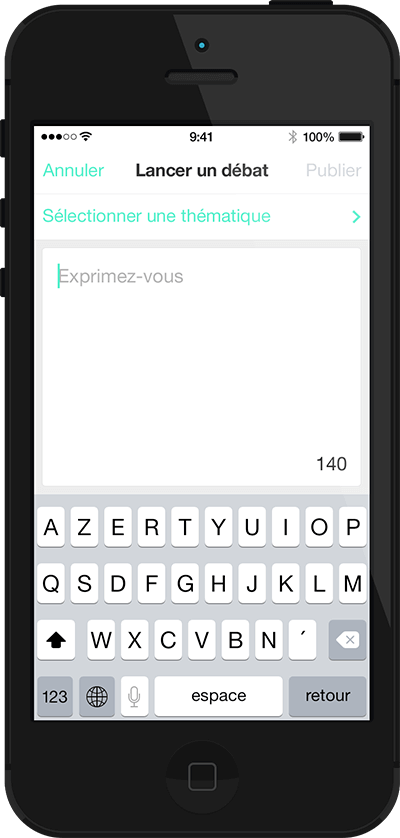 9:41 100%
Annuler Lancer un débat Publier
Sélectionner une thématique
Exprimez-vous
140
A Z E R T Y U I O P
Q S D F G H J K L M
W X C V B N ´
123 espace retour